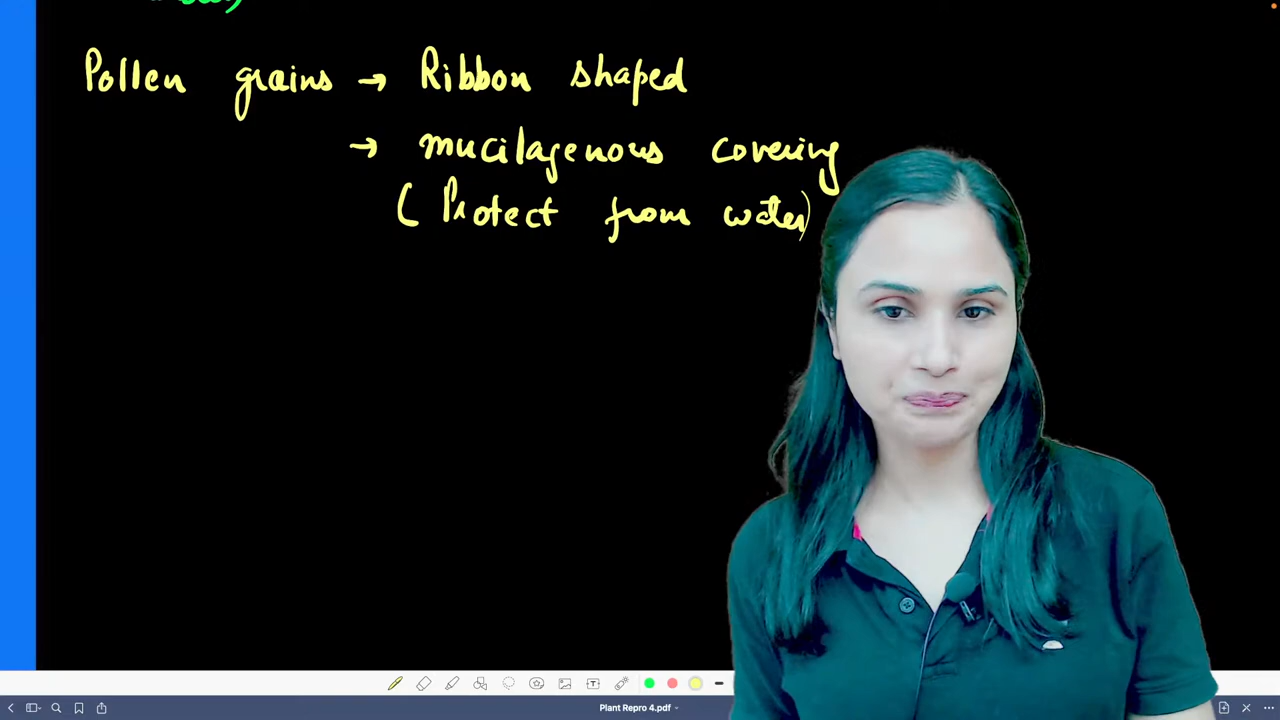 Pollen grains → Ribbon shaped
→ mucilagenous covering
(Protect from water)
Plant Repro 4.pdf